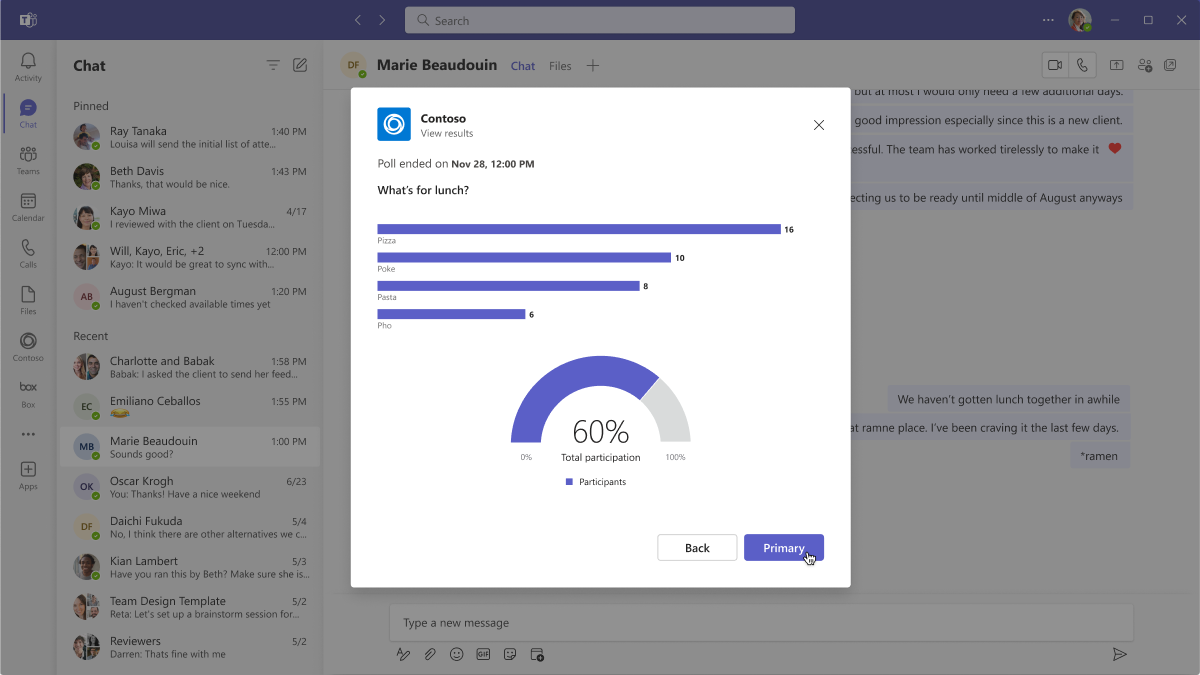 Search
Activity
Chat
Teams
Calendar
Calls
Files
Contoso
box
Box
Apps
Chat
Pinned
Ray Tanaka 1:40 PM
Louisa will send the initial list of atte...
Beth Davis 1:43 PM
Thanks, that would be nice.
Kayo Miwa 4/17
I reviewed with the client on Tuesda...
Will, Kayo, Eric, +2 12:00 PM
Kayo: It would be great to sync with...
AB
August Bergman 1:20 PM
I haven't checked available times yet
Recent
Charlotte and Babak 1:58 PM
Babak: I asked the client to send her feed...
EC
Emiliano Ceballos 1:55 PM
MB
Marie Beaudouin 1:00 PM
Sounds good?
OK
Oscar Krogh 6/23
You: Thanks! Have a nice weekend
DF
Daichi Fukuda 5/4
No, I think there are other alternatives we c...
Kian Lambert 5/3
Have you ran this by Beth? Make sure she is...
Team Design Template 5/2
Reta: Let's set up a brainstorm session for...
Reviewers 5/2
Darren: Thats fine with me
DF Marie Beaudouin Chat Files
but at most I would only need a few additional days.
good impression especially since this is a new client.
essful. The team has worked tirelessly to make it
ecting us to be ready until middle of August anyways
We haven't gotten lunch together in awhile
at ramne place. I've been craving it the last few days.
*ramen
Contoso
View results
Poll ended on Nov 28, 12:00 PM
What's for lunch?
16
Pizza
10
Poke
8
Pasta
6
Pho
60%
0% Total participation 100%
Participants
Back Primary
Type a new message
GIF